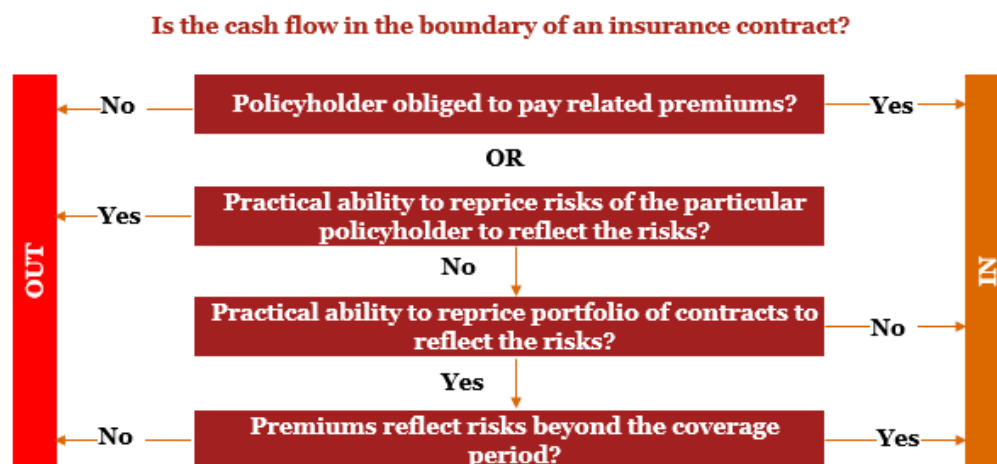 Is the cash flow in the boundary of an insurance contract?
No
Policyholder obliged to pay related premiums?
Yes
OR
Yes
Practical ability to reprice risks of the particular
policyholder to reflect the risks?
No
OUT
IN
Practical ability to reprice portfolio of contracts to
reflect the risks?
No
Yes
No
Premiums reflect risks beyond the coverage
period?
Yes